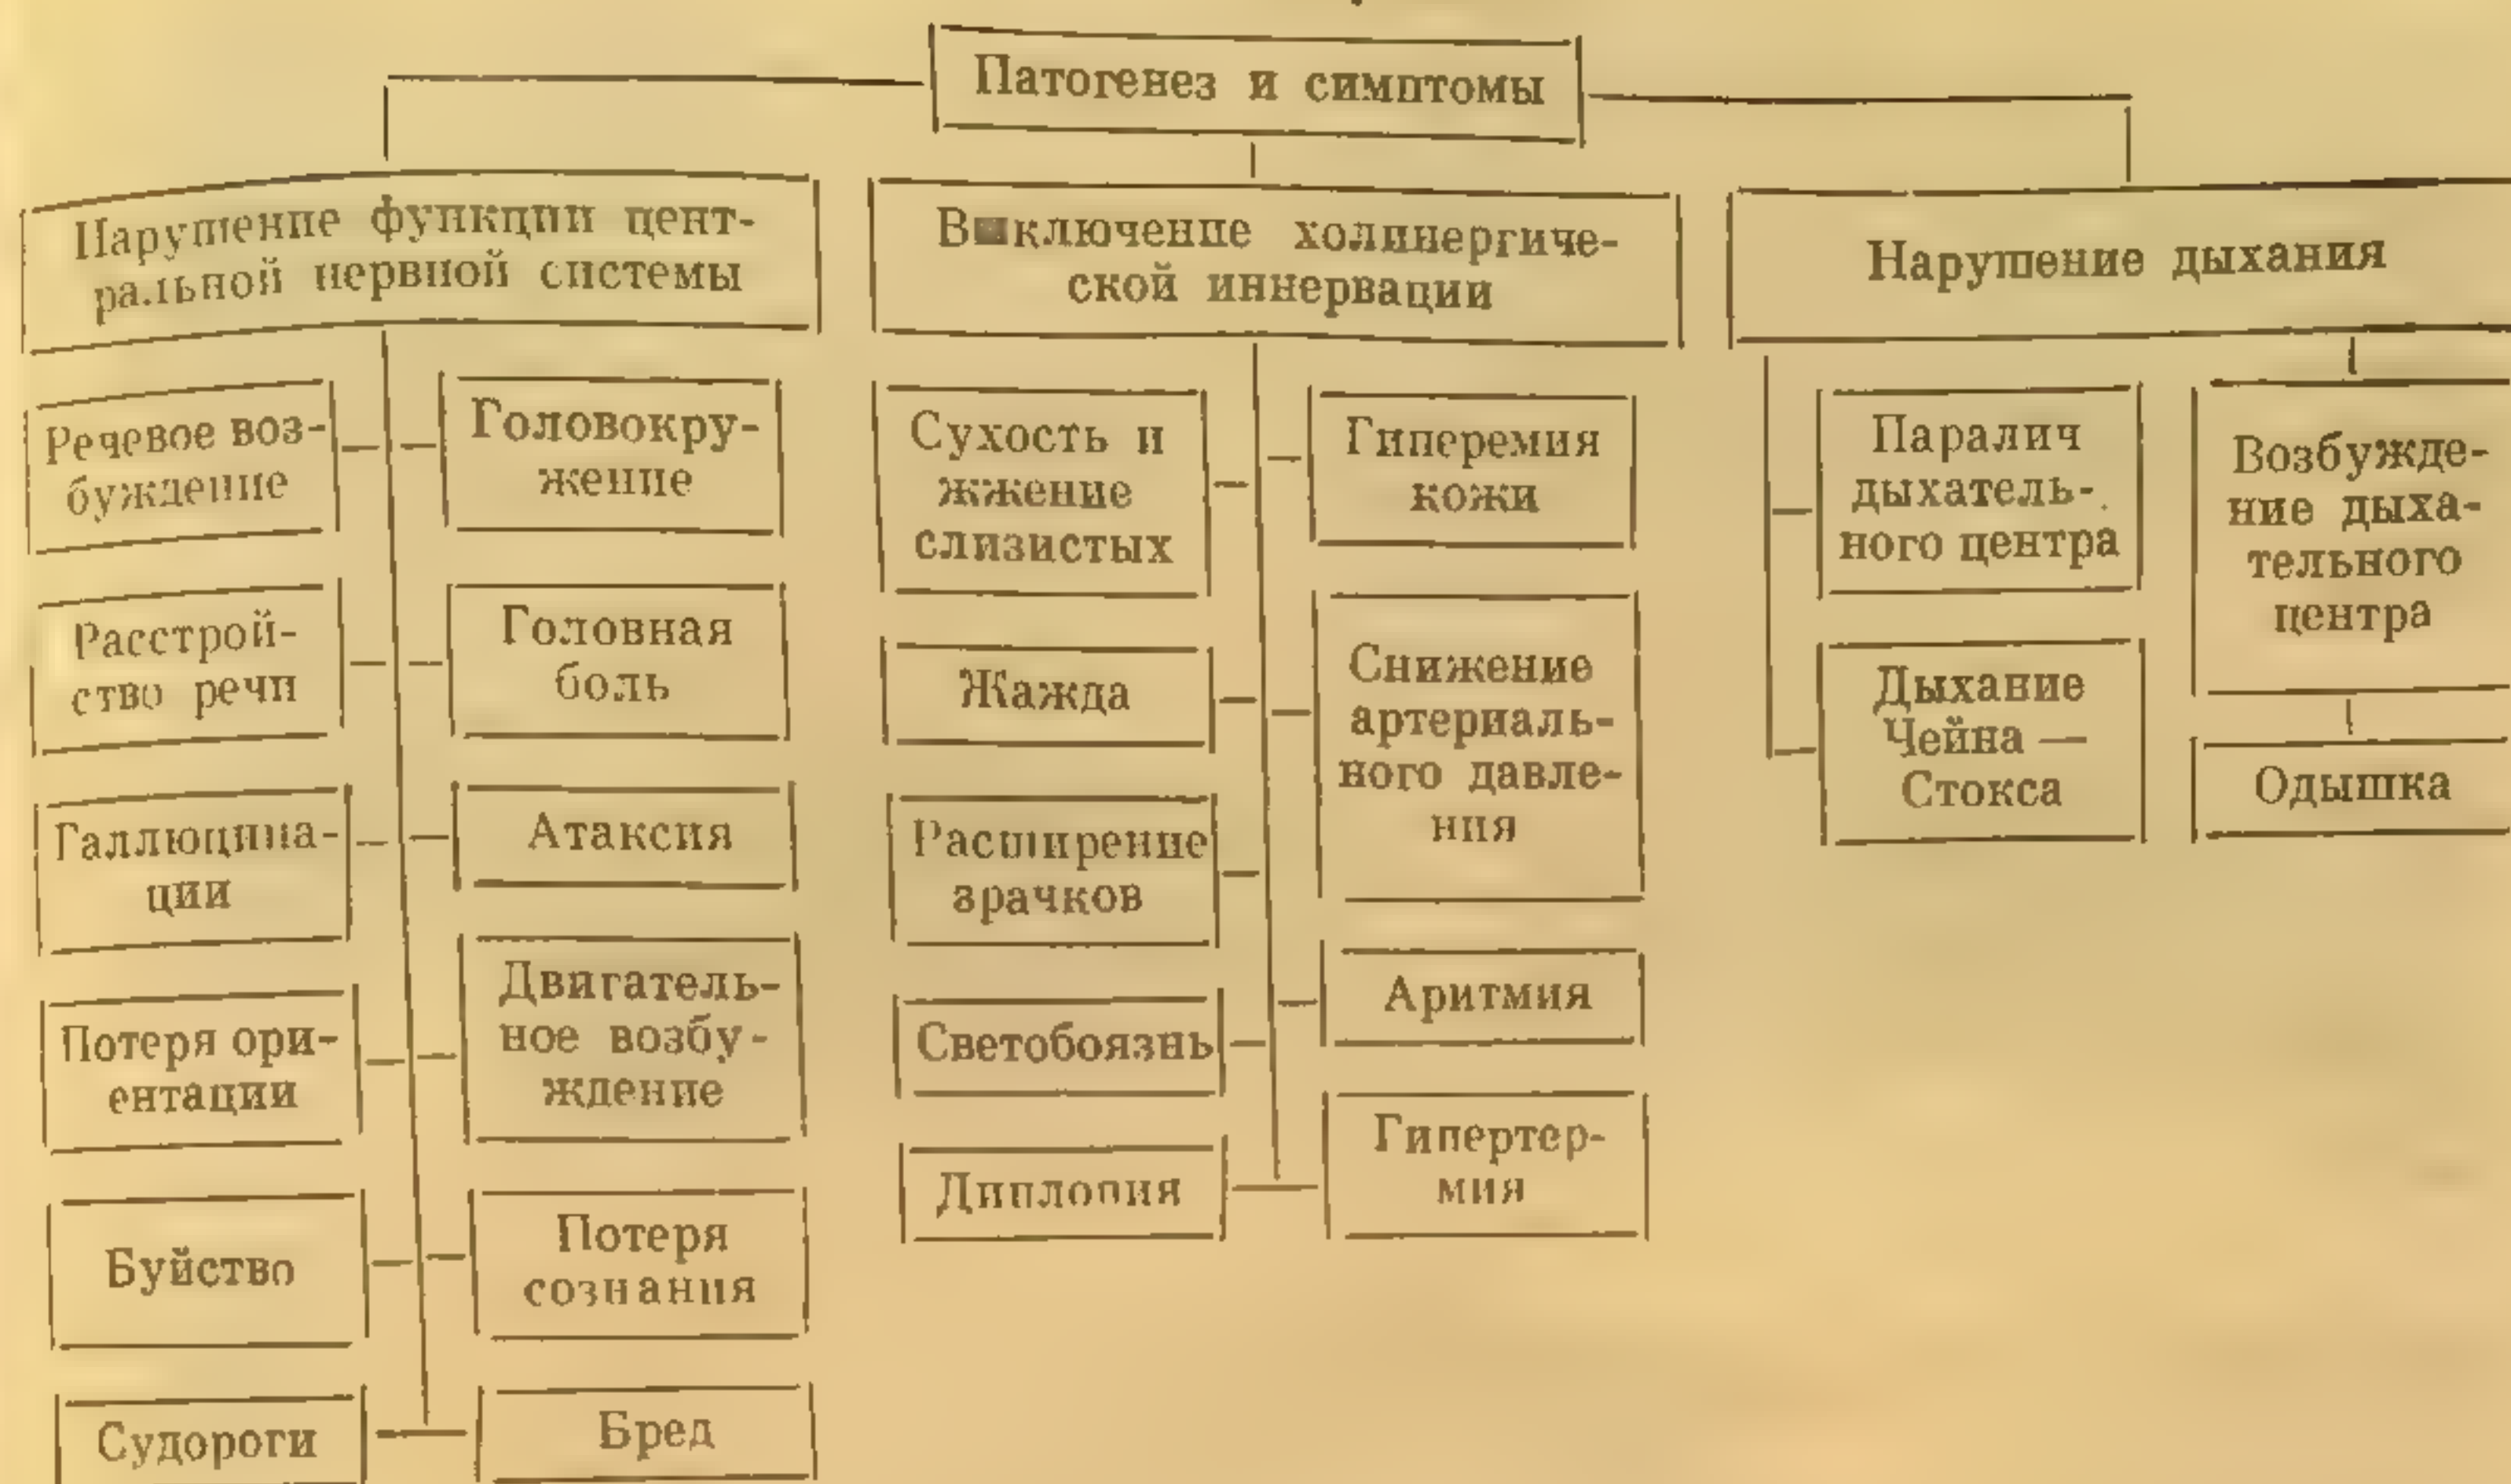 Патогенез и симптомы
Нарушение функции цент-
ральной нервной системы
Речевое воз-
буждение
Головокру-
жение
Расстрой-
ство речи
Головная
боль
Галлюцина-
ции
Атаксия
Потеря ори-
ентации
Двигатель-
ное возбу-
ждение
Буйство
Потеря
сознания
Судороги
Бред
холинергиче-
ской иннервации
Сухость и
жжение
слизистых
Гиперемия
кожи
Жажда
Снижение
артериаль-
ного давле-
ния
Расширение
зрачков
Аритмия
Светобоязнь
Диплопия
Гипертер-
мия
Нарушение дыхания
Паралич
дыхатель-
ного центра
Возбужде-
ние дыха-
тельного
центра
Дыхание
Чейна —
Стокса
Одышка